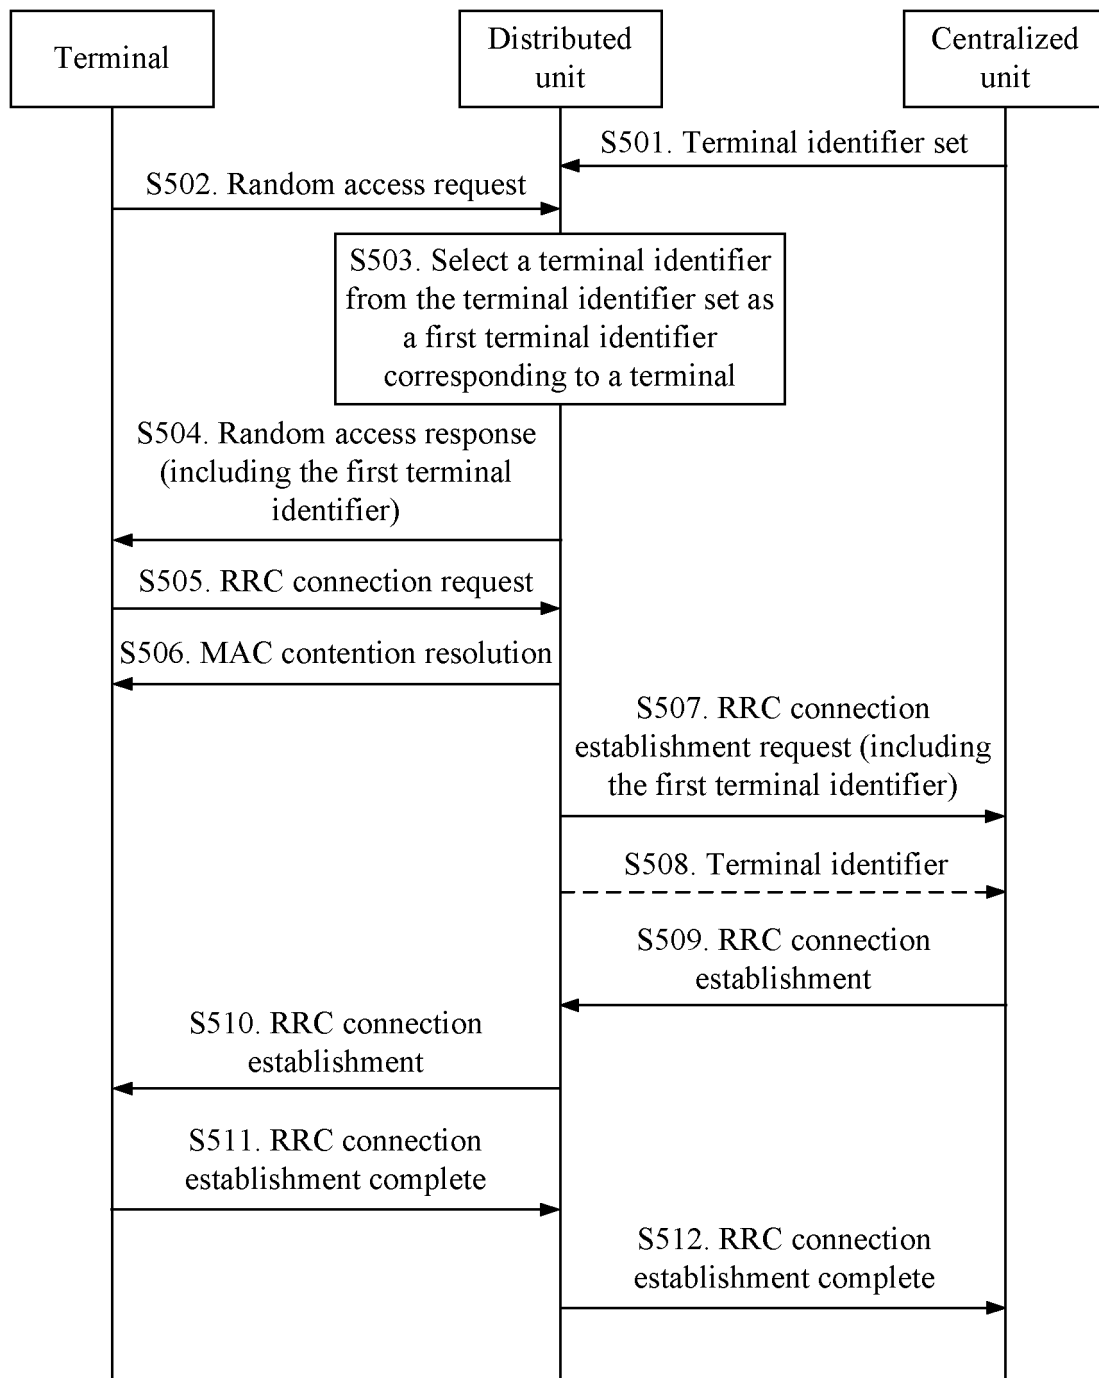 Terminal
Distributed
unit
Centralized
unit
S501. Terminal identifier set
S502. Random access request
S503. Select a terminal identifier
from the terminal identifier set as
a first terminal identifier
corresponding to a terminal
S504. Random access response
(including the first terminal
identifier)
S505. RRC connection request
S506. MAC contention resolution
S507. RRC connection
establishment request (including
the first terminal identifier)
S508. Terminal identifier
S509. RRC connection
establishment
S510. RRC connection
establishment
S511. RRC connection
establishment complete
S512. RRC connection
establishment complete